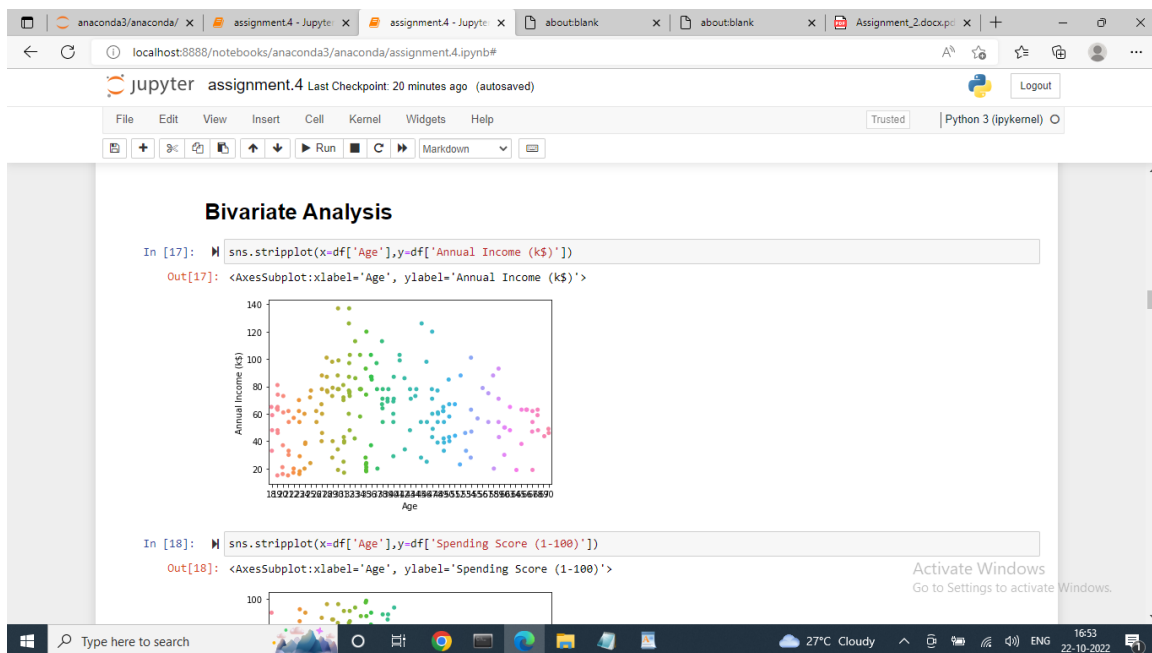 anaconda3/anaconda/
assignment.4 - Jupyte
assignment.4 - Jupyte
about:blank
about:blank
Assignment_2.docx.pd
localhost:8888/notebooks/anaconda3/anaconda/assignment.4.ipynb#
jupyter assignment.4 Last Checkpoint: 20 minutes ago (autosaved)
Logout
File Edit View Insert Cell Kernel Widgets Help
Trusted
Python 3 (ipykernel)
Run
Markdown
Bivariate Analysis
In [17]: sns.stripplot(x=df['Age'],y=df['Annual Income (k$)'])
Out[17]: <AxesSubplot:xlabel='Age', ylabel='Annual Income (k$)'>
140
120
100
80
60
40
20
Annual Income (k$)
Age
In [18]: sns.stripplot(x=df['Age'],y=df['Spending Score (1-100)'])
Out[18]: <AxesSubplot:xlabel='Age', ylabel='Spending Score (1-100)'>
100
Activate Windows
Go to Settings to activate Windows.
Type here to search
27°C Cloudy
ENG
16:53
22-10-2022